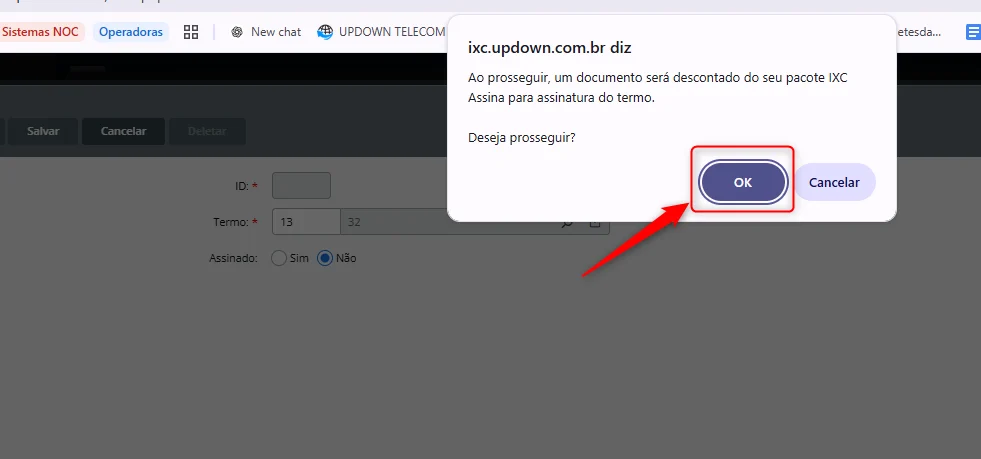 Sistemas NOC
Operadoras
New chat
UPDOWN TELECOM
etesda...
ixc.updown.com.br diz
Ao prosseguir, um documento será descontado do seu pacote IXC
Assina para assinatura do termo.
Deseja prosseguir?
OK
Cancelar
Salvar
Cancelar
Deletar
ID: *
Termo: *
13
32
Assinado:
Sim
Não